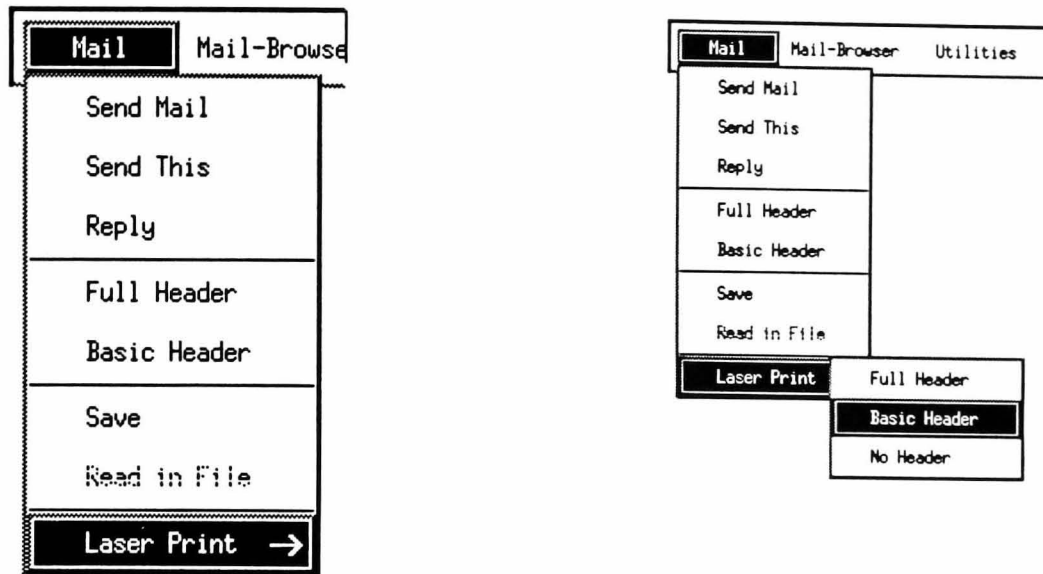 Mail Mail-Browse
Send Mail
Send This
Reply
Full Header
Basic Header
Save
Read in File
Laser Print →
Mail Mail-Browser Utilities
Send Mail
Send This
Reply
Full Header
Basic Header
Save
Read in File
Laser Print Full Header
Basic Header
No Header